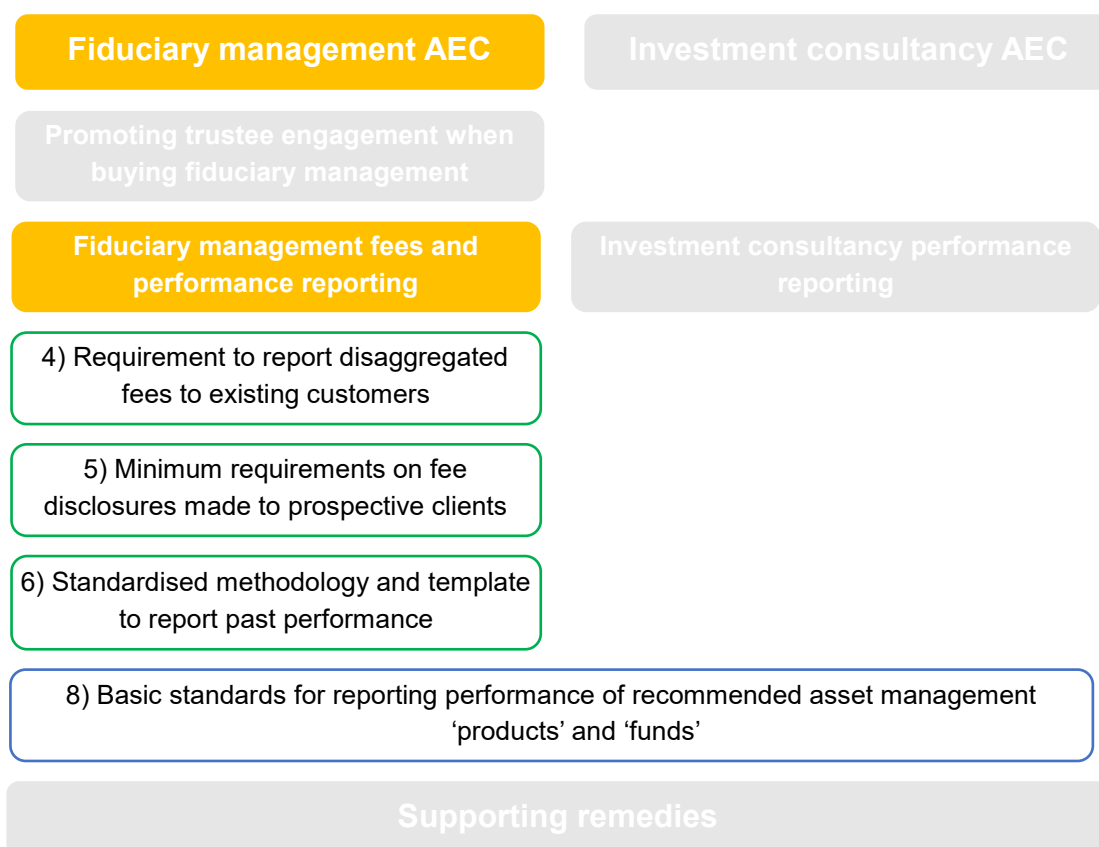 Fiduciary management AEC
Investment consultancy AEC
Promoting trustee engagement when
buying fiduciary management
Fiduciary management fees and
performance reporting
Investment consultancy performance
reporting
4) Requirement to report disaggregated
fees to existing customers
5) Minimum requirements on fee
disclosures made to prospective clients
6) Standardised methodology and template
to report past performance
8) Basic standards for reporting performance of recommended asset management
‘products’ and ‘funds’
Supporting remedies